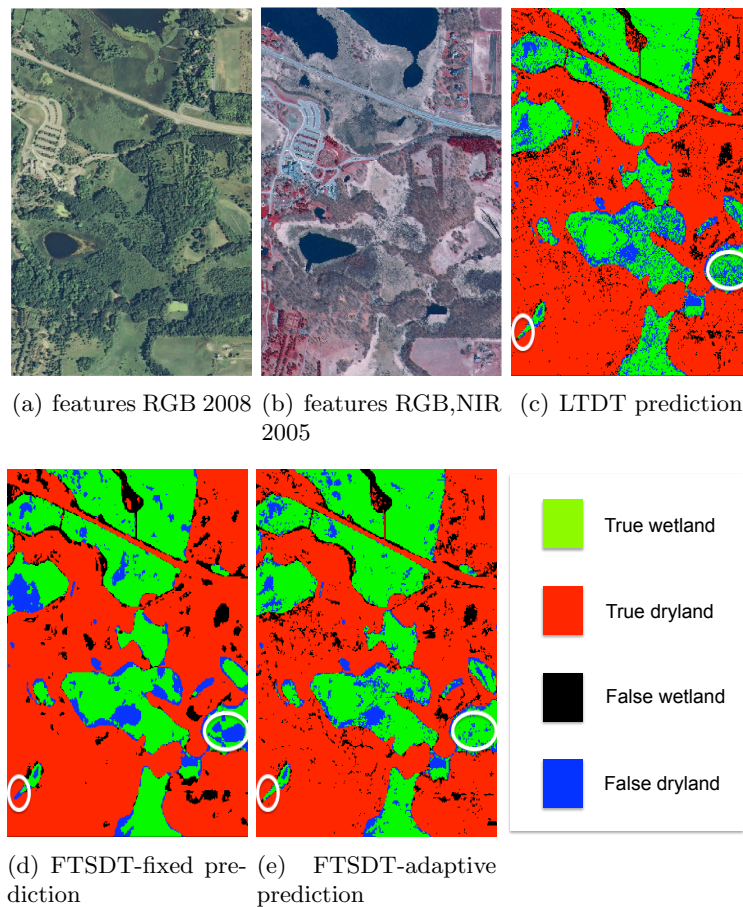 (a) features RGB 2008
(b) features RGB,NIR
2005
(c) LTDT prediction
True wetland
True dryland
False wetland
False dryland
(d) FTSDT-fixed pre-
diction
(e) FTSDT-adaptive
prediction